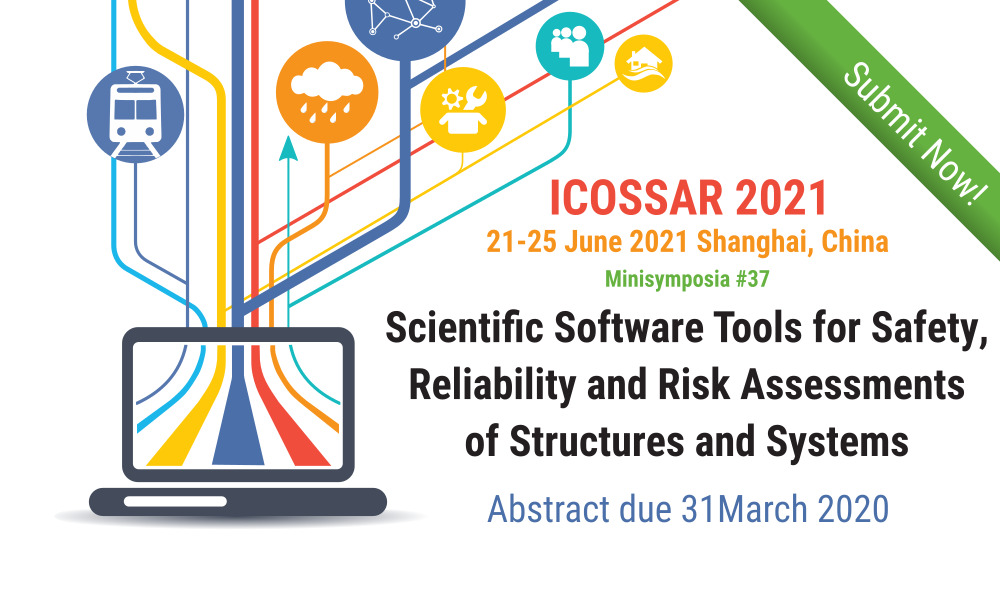 Submit Now!
ICOSSAR 2021
21-25 June 2021 Shanghai, China
Minisymposia #37
Scientific Software Tools for Safety,
Reliability and Risk Assessments
of Structures and Systems
Abstract due 31March 2020